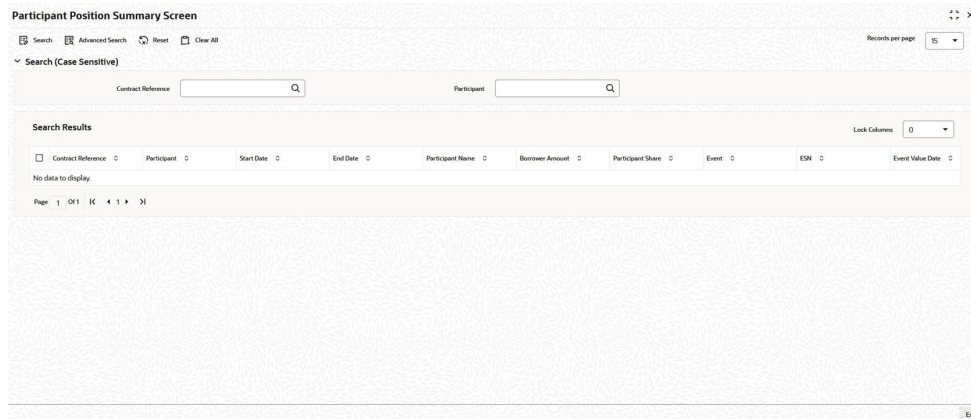 Participant Position Summary Screen
Search Advanced Search Reset Clear All Records per page 15
Search (Case Sensitive)
Contract Reference Participant
Search Results Lock Columns 0
Contract Reference Participant Start Date End Date Participant Name Borrower Amount Participant Share Event ESN Event Value Date
No data to display.
Page 1 Of 1 1